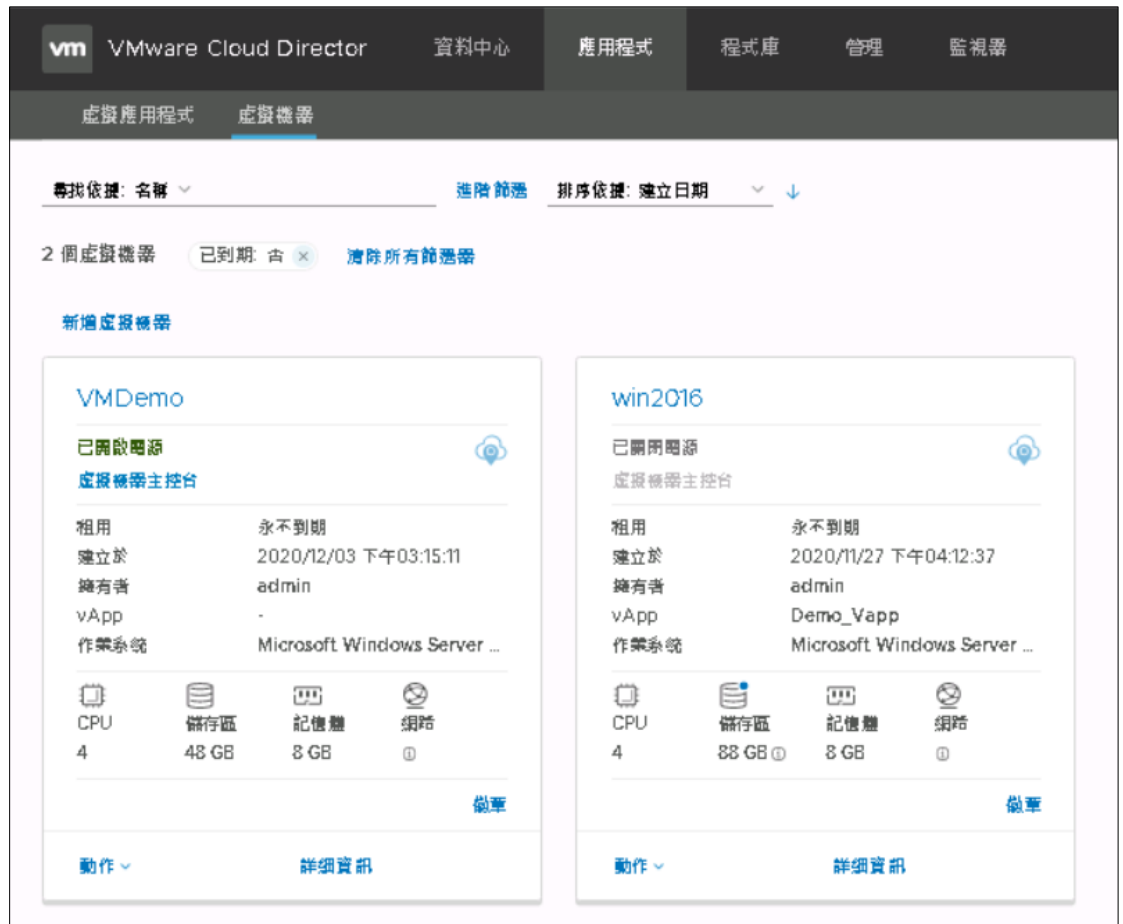 vm VMware Cloud Director 資料中心 應用程式 程式庫 管理 監視器
虛擬應用程式 虛擬機器
尋找依據: 名稱 進階篩選 排序依據: 建立日期
2 個虛擬機器 已到期: 否 清除所有篩選器
新增虛擬機器
VMDemo
已開啟電源
虛擬機器主控台
租用 永不到期
建立於 2020/12/03 下午03:15:11
擁有者 admin
vApp -
作業系統 Microsoft Windows Server ...
CPU 儲存區 記憶體 網路
4 48 GB 8 GB
徽章
動作 詳細資訊
win2016
已關閉電源
虛擬機器主控台
租用 永不到期
建立於 2020/11/27 下午04:12:37
擁有者 admin
vApp Demo_Vapp
作業系統 Microsoft Windows Server ...
CPU 儲存區 記憶體 網路
4 88 GB 8 GB
徽章
動作 詳細資訊